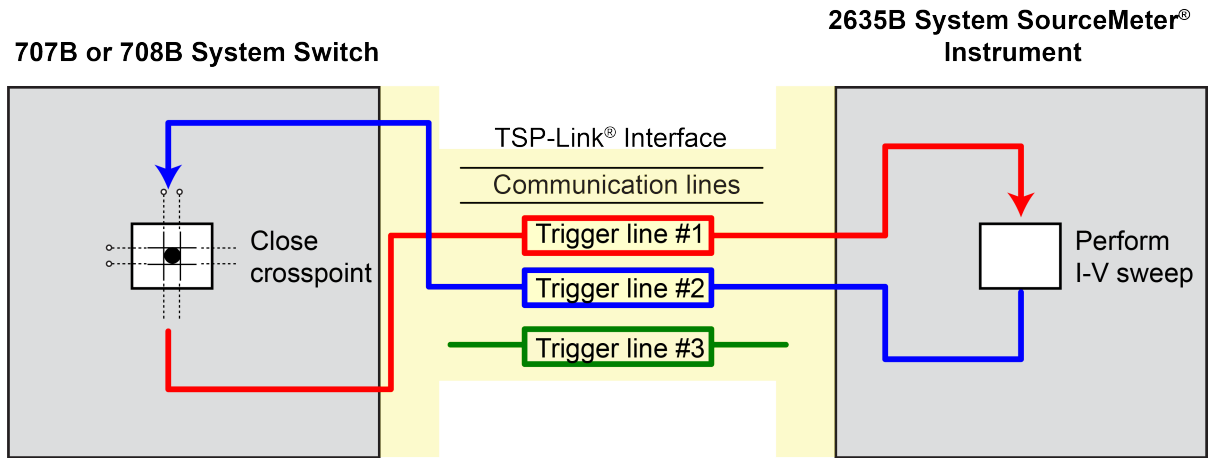 707B or 708B System Switch
2635B System SourceMeter®
Instrument
TSP-Link® Interface
Communication lines
Trigger line #1
Trigger line #2
Trigger line #3
Close
crosspoint
Perform
I-V sweep